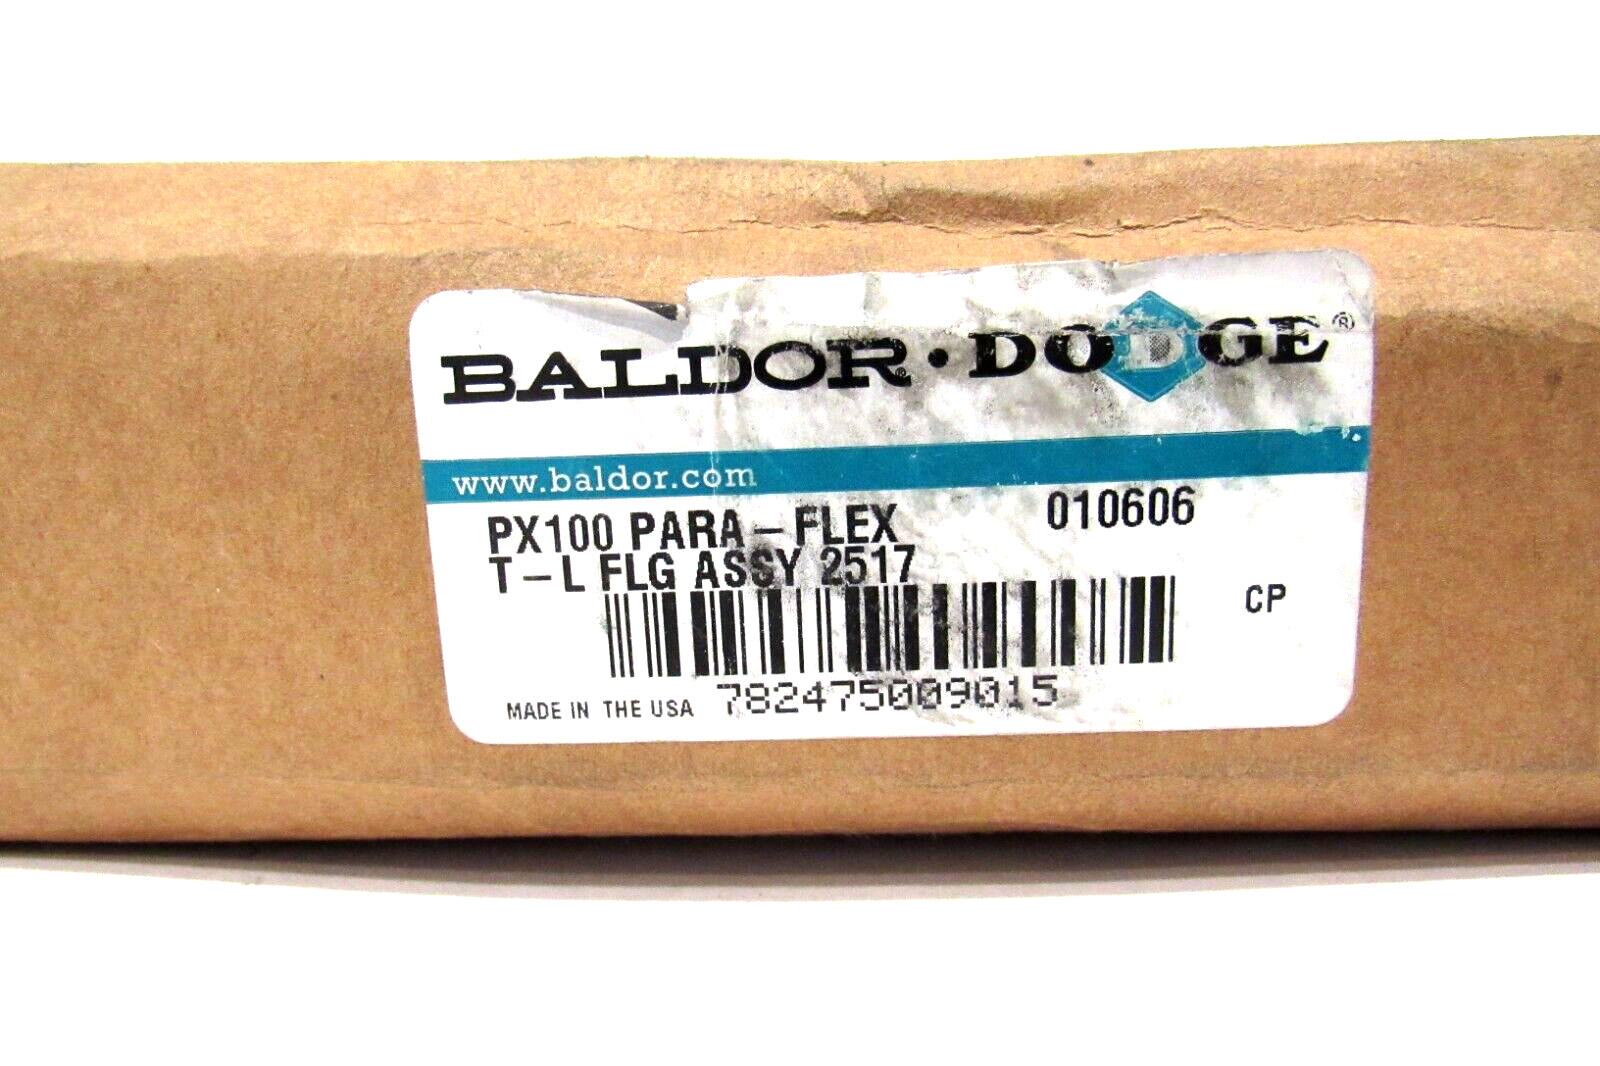 BALDOR®·DODGE®
www.baldor.com
PX100 PARA-FLEX 010606
T-L FLG ASSY 2517
CP
MADE IN THE USA 782475009015